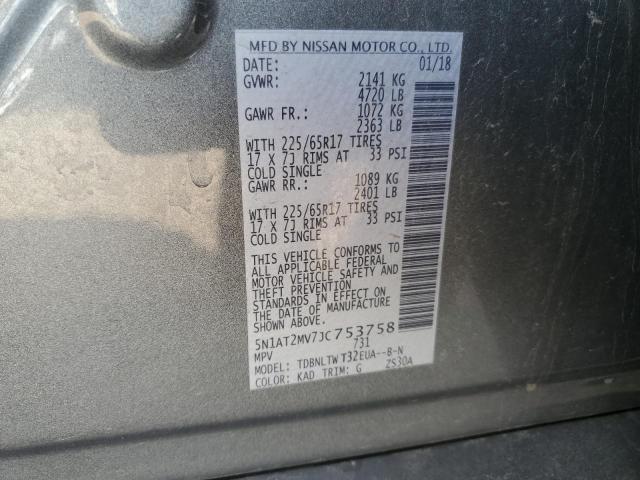 MFD BY NISSAN MOTOR CO., LTD.
DATE: 01/18
GVWR: 2141 KG
4720 LB
GAWR FR.: 1072 KG
2363 LB
WITH 225/65R17 TIRES
17 X 7J RIMS AT 33 PSI
COLD SINGLE
GAWR RR.: 1089 KG
2401 LB
WITH 225/65R17 TIRES
17 X 7J RIMS AT 33 PSI
COLD SINGLE
THIS VEHICLE CONFORMS TO
ALL APPLICABLE FEDERAL
MOTOR VEHICLE SAFETY AND
THEFT PREVENTION
STANDARDS IN EFFECT ON
THE DATE OF MANUFACTURE
SHOWN ABOVE.
5N1AT2MV7JC753758
MPV 731
MODEL: TDBNLTW T32EUA--B-N
COLOR: KAD TRIM: G ZS30A